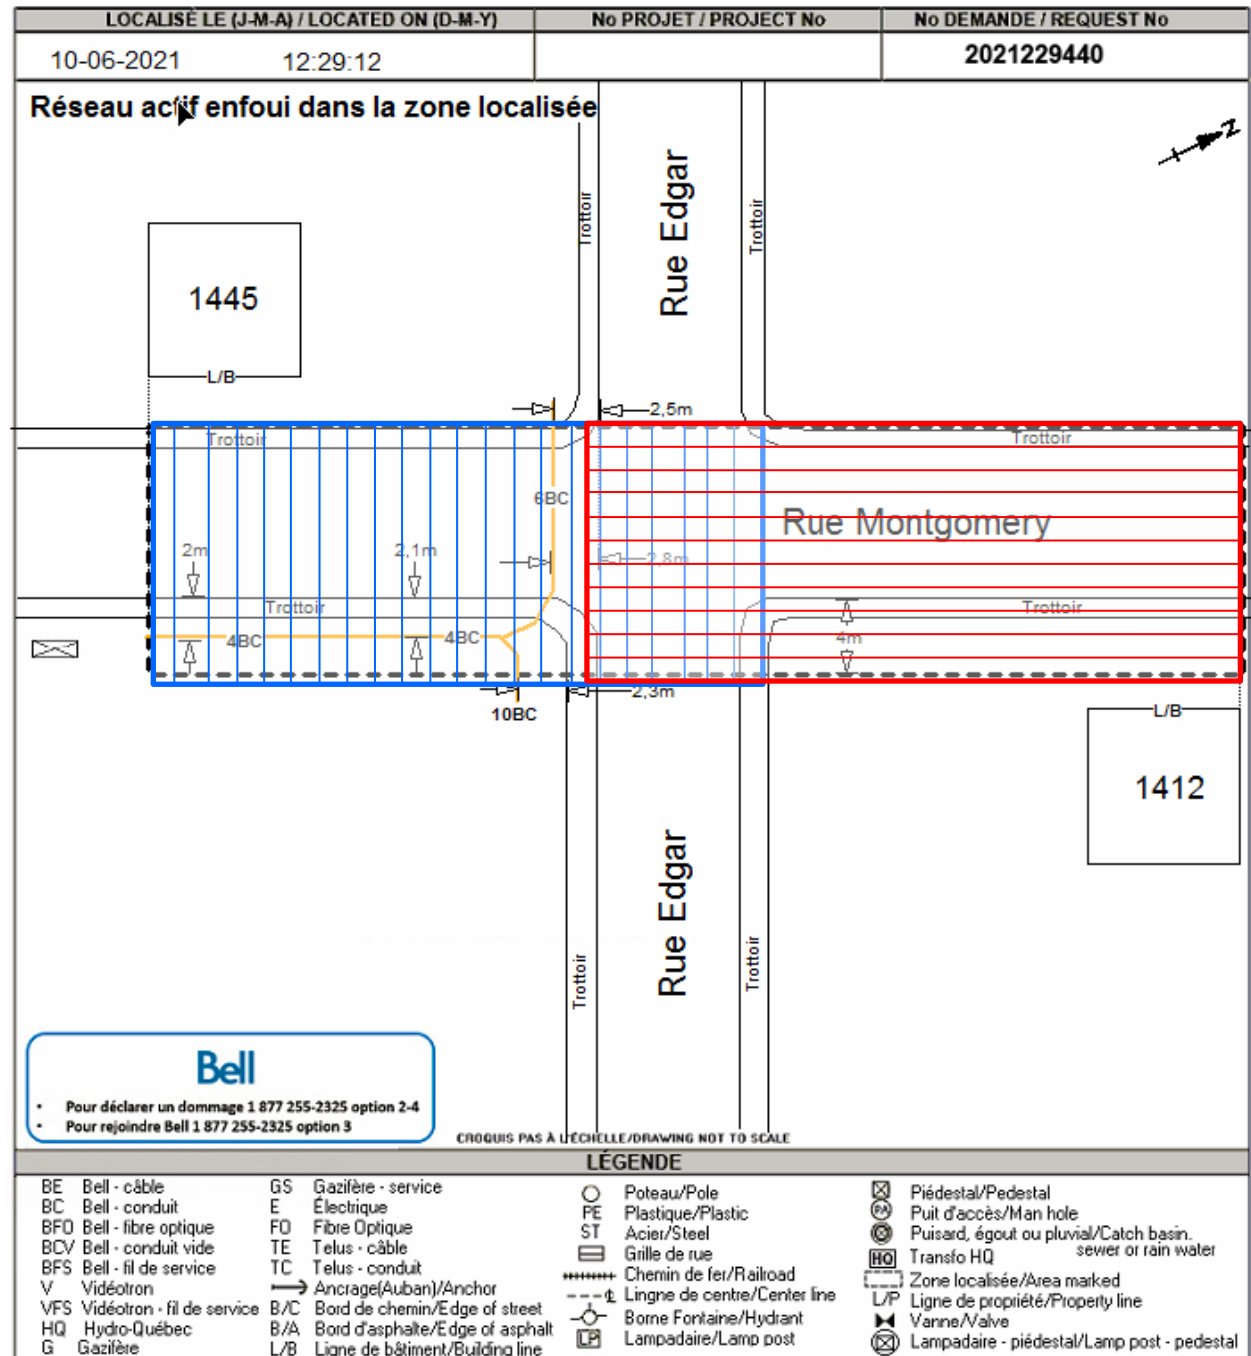 LOCALISÉ LE (J-M-A) / LOCATED ON (D-M-Y) No PROJET / PROJECT No No DEMANDE / REQUEST No
10-06-2021 12:29:12 2021229440
Réseau actif enfoui dans la zone localisée
N
Trottoir
Rue Edgar
Trottoir
1445
L/B
2,5m
Trottoir
Trottoir
6BC
Rue Montgomery
2m
2,1m
2,8m
Trottoir
Trottoir
4BC
4BC
4m
2,3m
10BC
L/B
1412
Rue Edgar
Trottoir
Trottoir
Bell
• Pour déclarer un dommage 1 877 255-2325 option 2-4
• Pour rejoindre Bell 1 877 255-2325 option 3
CROQUIS PAS À L'ÉCHELLE/DRAWING NOT TO SCALE
LÉGENDE
BE Bell - câble
BC Bell - conduit
BFO Bell - fibre optique
BCV Bell - conduit vide
BFS Bell - fil de service
V Vidéotron
VFS Vidéotron - fil de service
HQ Hydro-Québec
G Gazifère
GS Gazifère - service
E Électrique
FO Fibre Optique
TE Telus - câble
TC Telus - conduit
Ancrage(Auban)/Anchor
B/C Bord de chemin/Edge of street
B/A Bord d'asphalte/Edge of asphalt
L/B Ligne de bâtiment/Building line
Poteau/Pole
PE Plastique/Plastic
ST Acier/Steel
Grille de rue
Chemin de fer/Railroad
Lingne de centre/Center line
Borne Fontaine/Hydrant
LP Lampadaire/Lamp post
Piédestal/Pedestal
PA Puit d'accès/Man hole
Puisard, égout ou pluvial/Catch basin.
sewer or rain water
HQ Transfo HQ
Zone localisée/Area marked
L/P Ligne de propriété/Property line
Vanne/Valve
Lampadaire - piédestal/Lamp post - pedestal